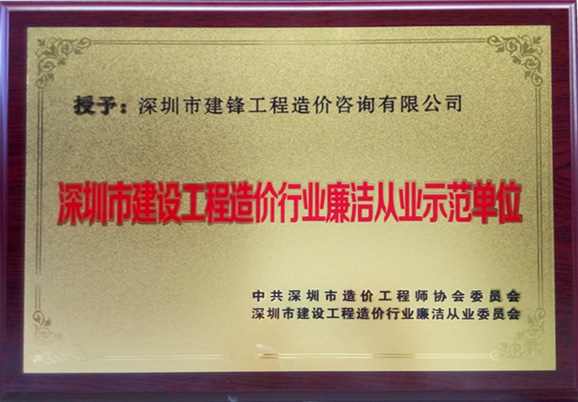 授予：深圳市建锋工程造价咨询有限公司
深圳市建设工程造价行业廉洁从业示范单位
中共深圳市造价工程师协会委员会
深圳市建设工程造价行业廉洁从业委员会